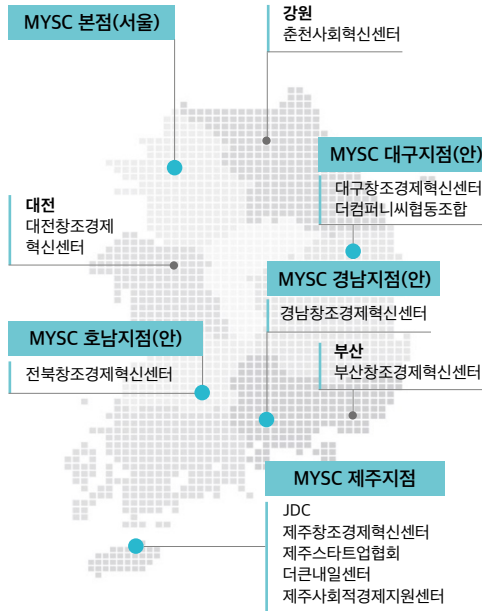 MYSC 본점(서울)
강원
춘천사회혁신센터
MYSC 대구지점(안)
대구창조경제혁신센터
더컴퍼니씨협동조합
대전
대전창조경제
혁신센터
MYSC 경남지점(안)
경남창조경제혁신센터
MYSC 호남지점(안)
전북창조경제혁신센터
부산
부산창조경제혁신센터
MYSC 제주지점
JDC
제주창조경제혁신센터
제주스타트업협회
더큰내일센터
제주사회적경제지원센터